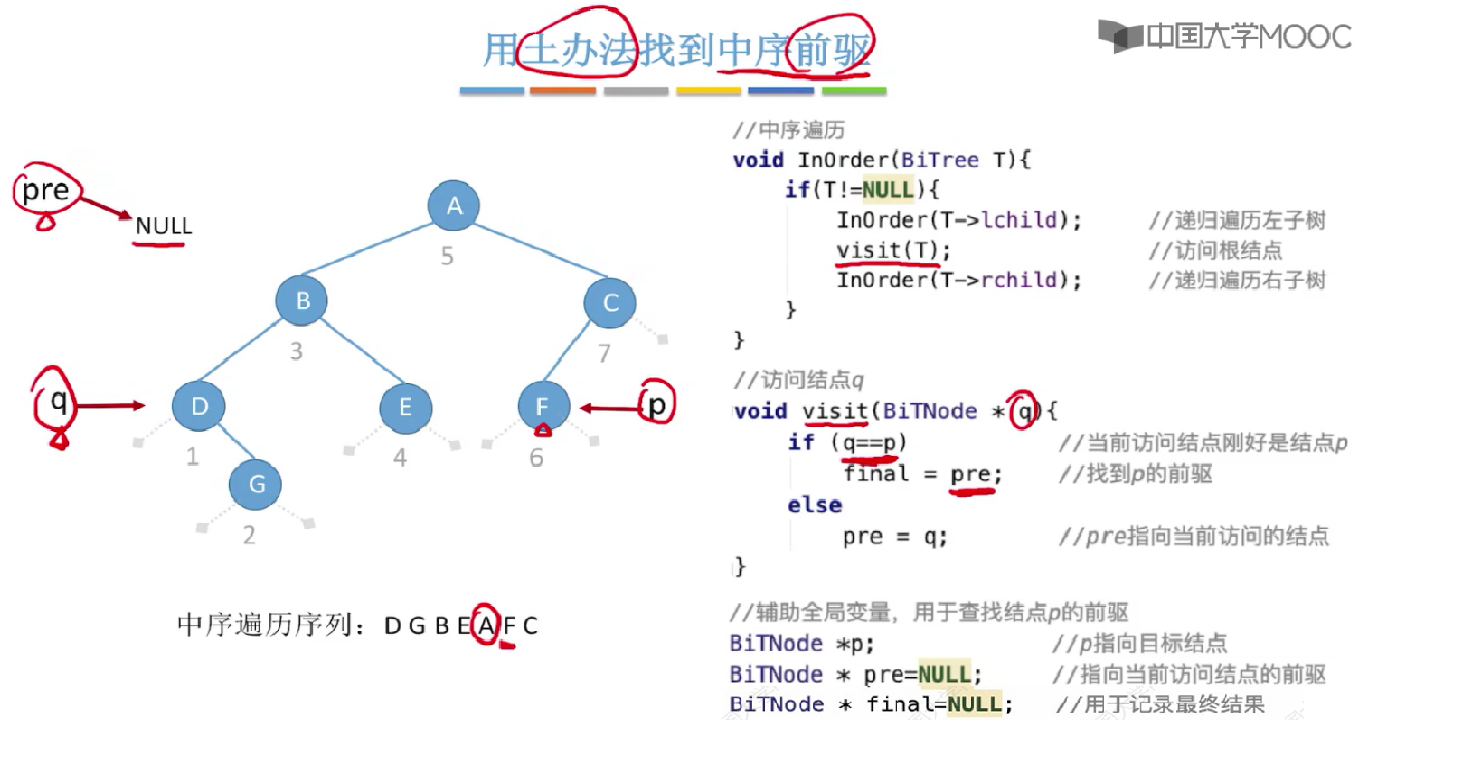 用土办法找到中序前驱
中国大学MOOC
pre
NULL
A
5
B
3
C
7
q
D
1
E
4
F
6
p
G
2
中序遍历序列：D G B E A F C
//中序遍历
void InOrder(BiTree T){
if(T!=NULL){
InOrder(T->lchild); //递归遍历左子树
visit(T); //访问根结点
InOrder(T->rchild); //递归遍历右子树
}
}
//访问结点q
void visit(BiTNode * q){
if (q==p) //当前访问结点刚好是结点p
final = pre; //找到p的前驱
else
pre = q; //pre指向当前访问的结点
}
//辅助全局变量，用于查找结点p的前驱
BiTNode *p; //p指向目标结点
BiTNode * pre=NULL; //指向当前访问结点的前驱
BiTNode * final=NULL; //用于记录最终结果